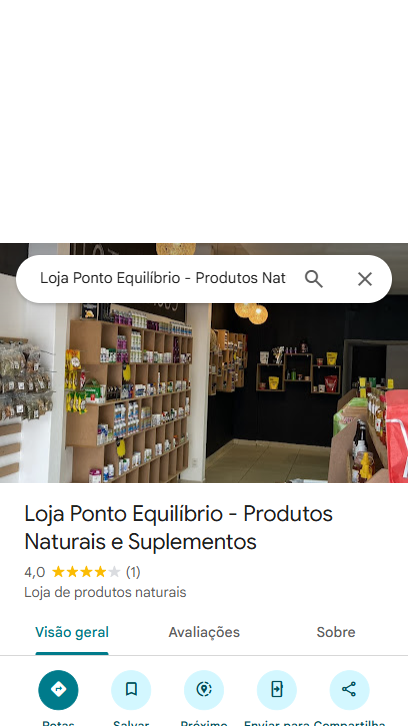 Loja Ponto Equilíbrio - Produtos Nat
Loja Ponto Equilíbrio - Produtos
Naturais e Suplementos
4,0 (1)
Loja de produtos naturais
Visão geral Avaliações Sobre
Rotas Salvar Próximo Enviar para Compartilha